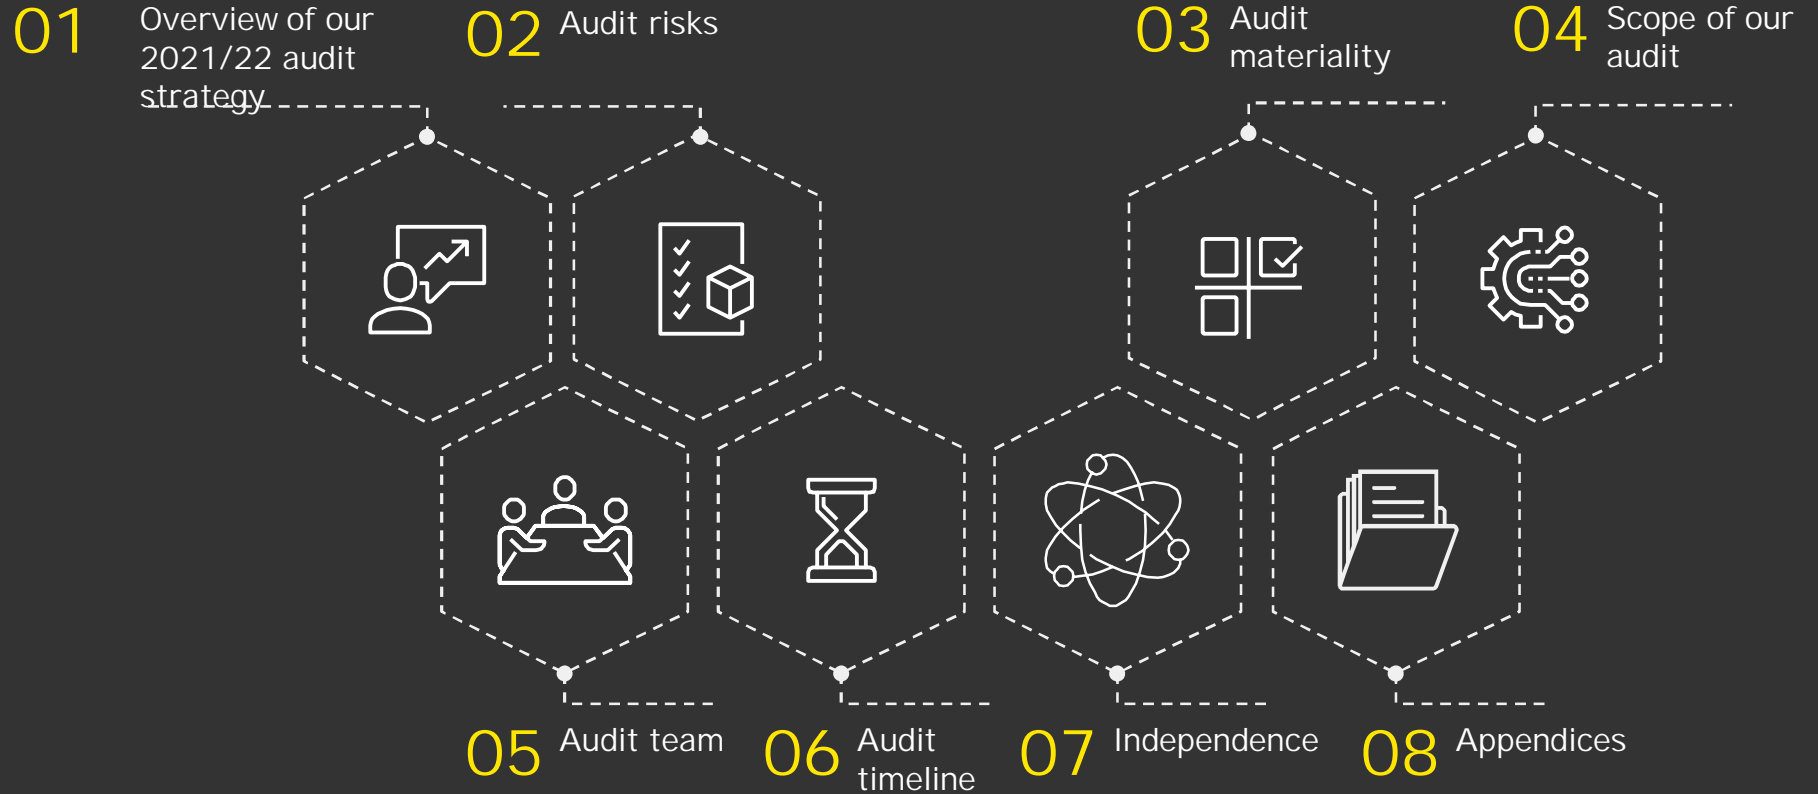 01
Overview of our
2021/22 audit
strategy
02
Audit risks
03
Audit
materiality
04
Scope of our
audit
05
Audit team
06
Audit
timeline
07
Independence
08
Appendices